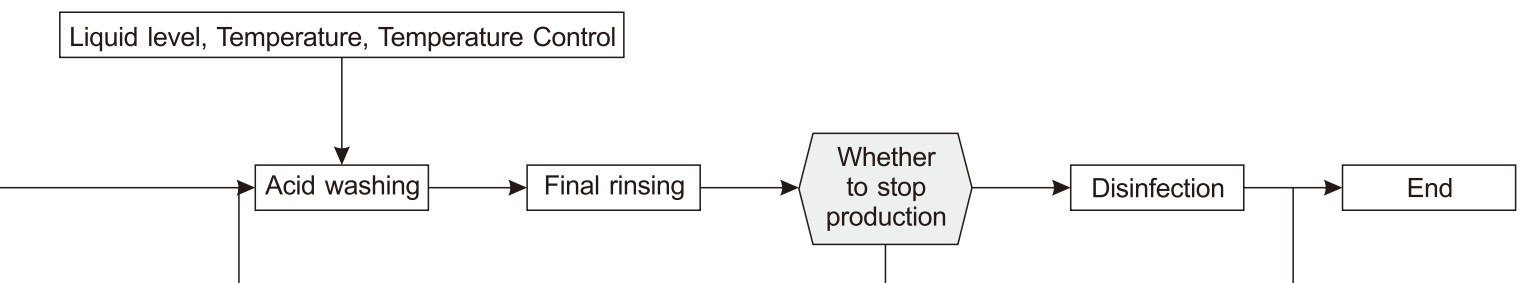 Liquid level, Temperature, Temperature Control
Acid washing
Final rinsing
Whether
to stop
production
Disinfection
End